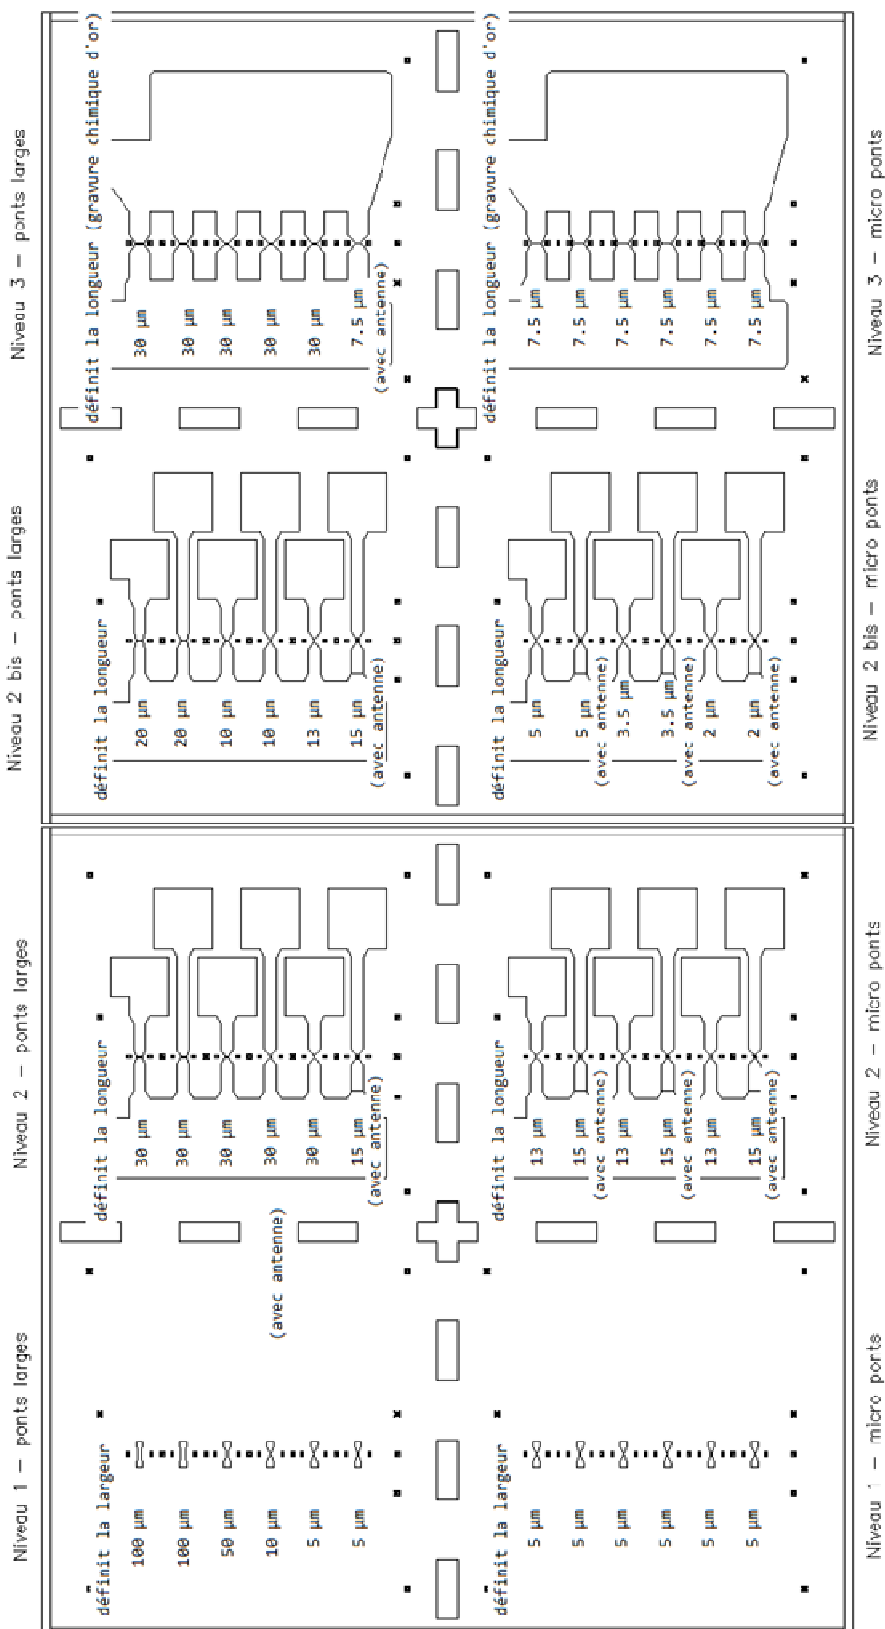 Niveau 1 – ponts larges
définit la largeur
100 µm
100 µm
50 µm
10 µm
5 µm
5 µm
(avec antenne)
Niveau 2 – ponts larges
définit la longueur
30 µm
30 µm
30 µm
30 µm
30 µm
15 µm
(avec antenne)
Niveau 2 bis – ponts larges
définit la longueur
20 µm
20 µm
10 µm
10 µm
13 µm
15 µm
(avec antenne)
Niveau 3 – ponts larges
définit la longueur (gravure chimique d'or)
30 µm
30 µm
30 µm
30 µm
30 µm
7.5 µm
(avec antenne)
définit la largeur
5 µm
5 µm
5 µm
5 µm
5 µm
5 µm
Niveau 1 – micro ponts
définit la longueur
13 µm
15 µm
(avec antenne)
13 µm
15 µm
(avec antenne)
13 µm
15 µm
(avec antenne)
Niveau 2 – micro ponts
définit la longueur
5 µm
5 µm
(avec antenne)
3.5 µm
3.5 µm
(avec antenne)
2 µm
2 µm
(avec antenne)
Niveau 2 bis – micro ponts
définit la longueur (gravure chimique d'or)
7.5 µm
7.5 µm
7.5 µm
7.5 µm
7.5 µm
7.5 µm
Niveau 3 – micro ponts